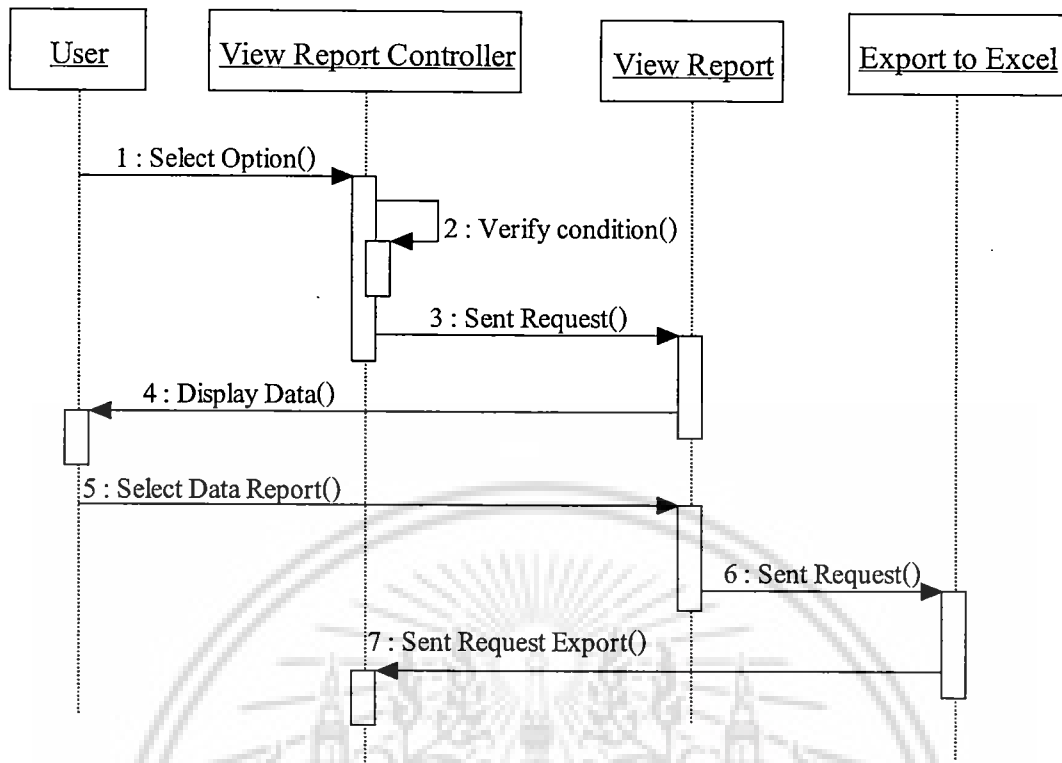 User
View Report Controller
View Report
Export to Excel
1 : Select Option()
2 : Verify condition()
3 : Sent Request()
4 : Display Data()
5 : Select Data Report()
6 : Sent Request()
7 : Sent Request Export()